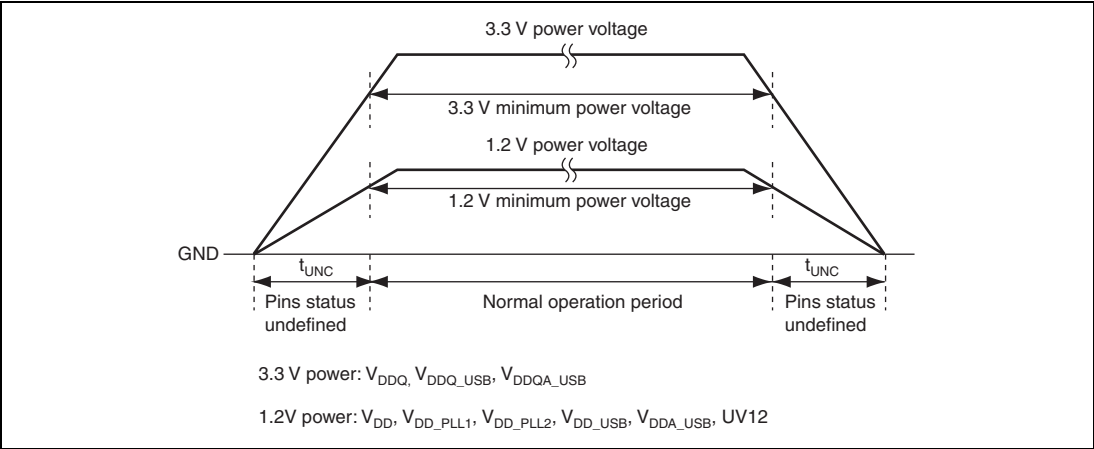 3.3 V power voltage
3.3 V minimum power voltage
1.2 V power voltage
1.2 V minimum power voltage
GND
tUNC tUNC
Pins status undefined
Normal operation period
Pins status undefined
3.3 V power: VDDQ, VDDQ_USB, VDDQA_USB
1.2V power: VDD, VDD_PLL1, VDD_PLL2, VDD_USB, VDDA_USB, UV12